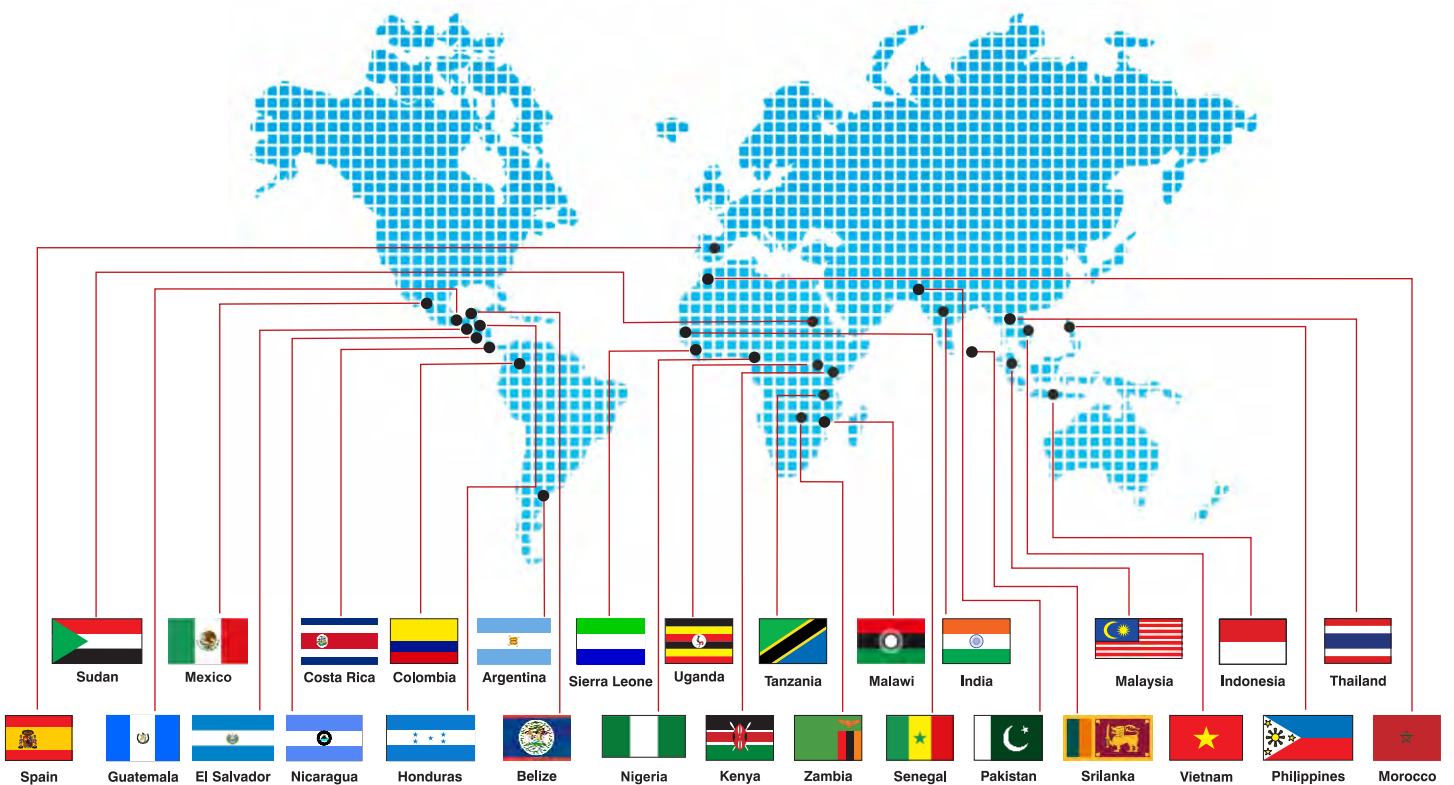 Sudan
Mexico
Costa Rica
Colombia
Argentina
Sierra Leone
Uganda
Tanzania
Malawi
India
Malaysia
Indonesia
Thailand
Spain
Guatemala
El Salvador
Nicaragua
Honduras
Belize
Nigeria
Kenya
Zambia
Senegal
Pakistan
Srilanka
Vietnam
Philippines
Morocco